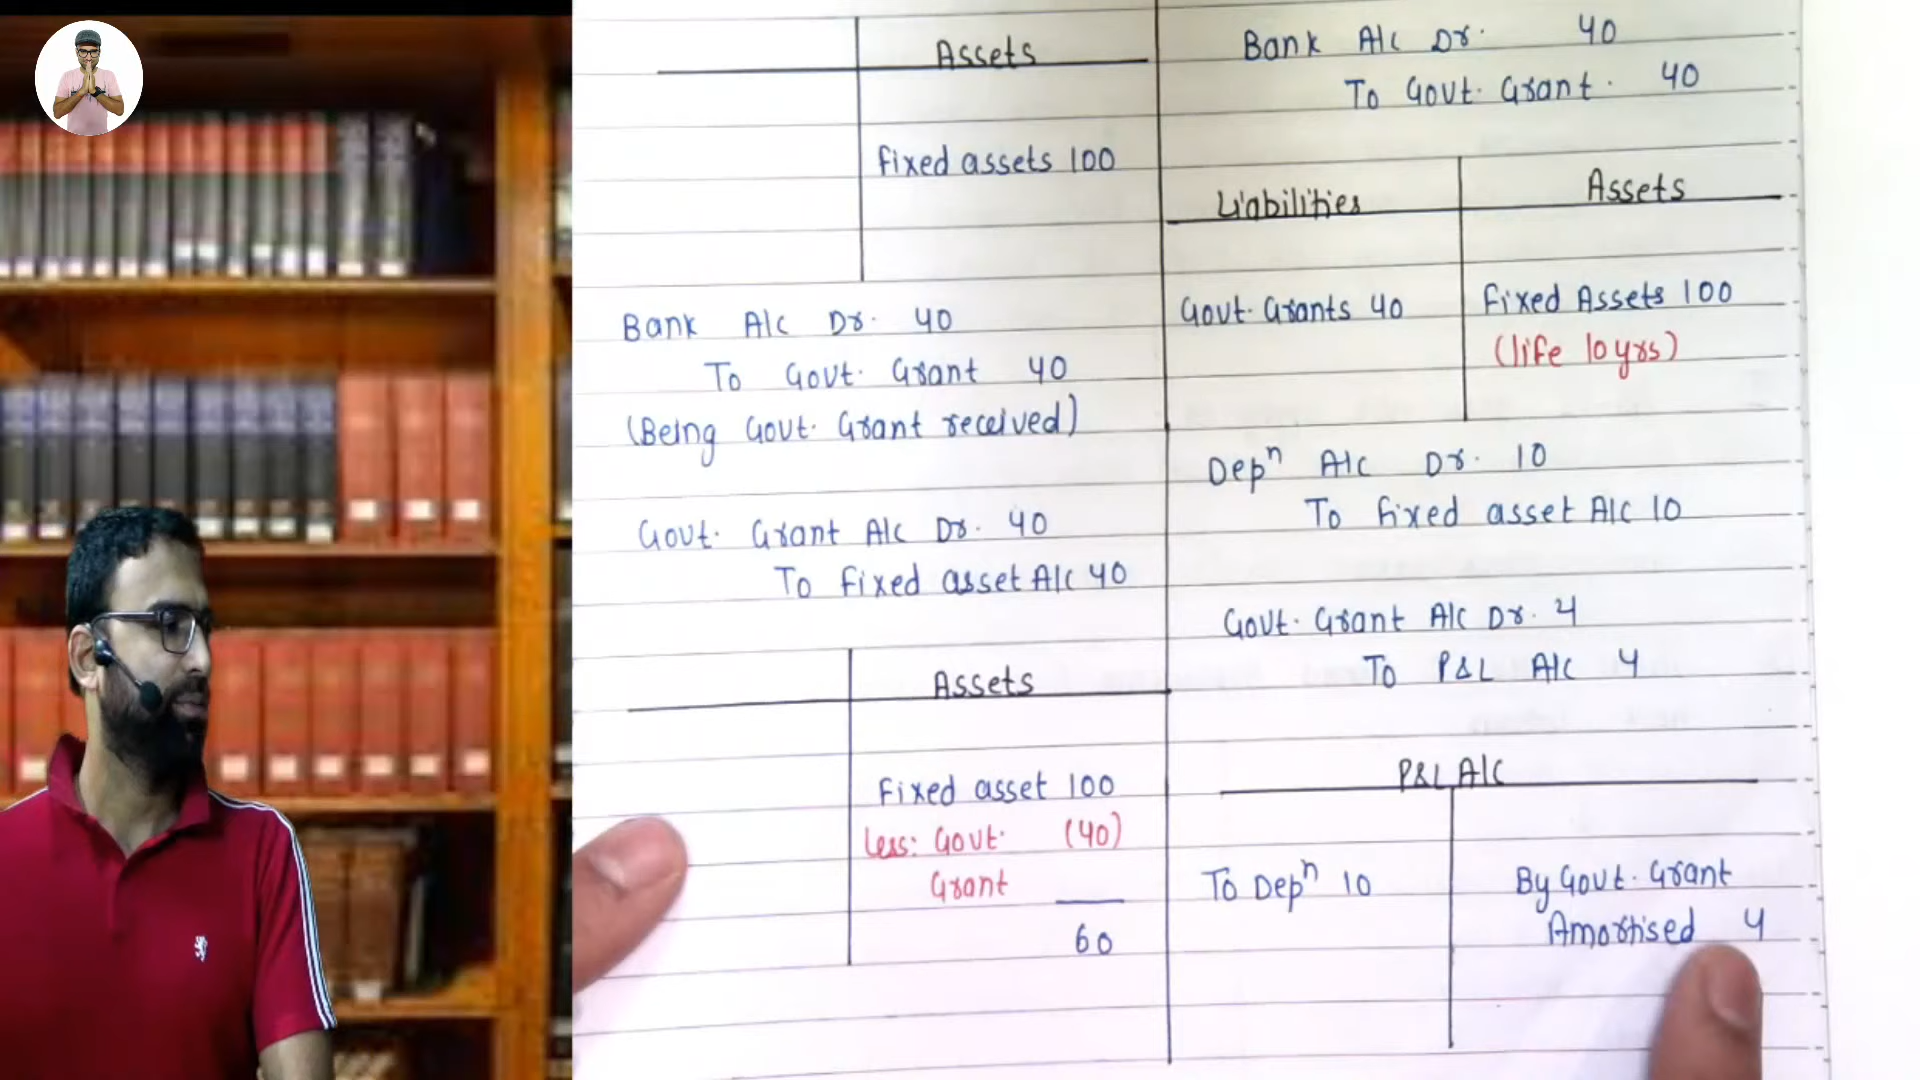 Assets
Fixed assets 100
Bank A/c Dr. 40
To Govt. Grant 40
(Being Govt. Grant received)
Govt. Grant A/c Dr. 40
To Fixed asset A/c 40
Assets
Fixed asset 100
Less: Govt. (40)
Grant
60
Bank A/c Dr. 40
To Govt. Grant. 40
Liabilities Assets
Govt. Grants 40 Fixed Assets 100
(life 10 yrs)
Depⁿ A/c Dr. 10
To Fixed asset A/c 10
Govt. Grant A/c Dr. 4
To P&L A/c 4
P&L A/c
To Depⁿ 10 By Govt. Grant
Amortised 4